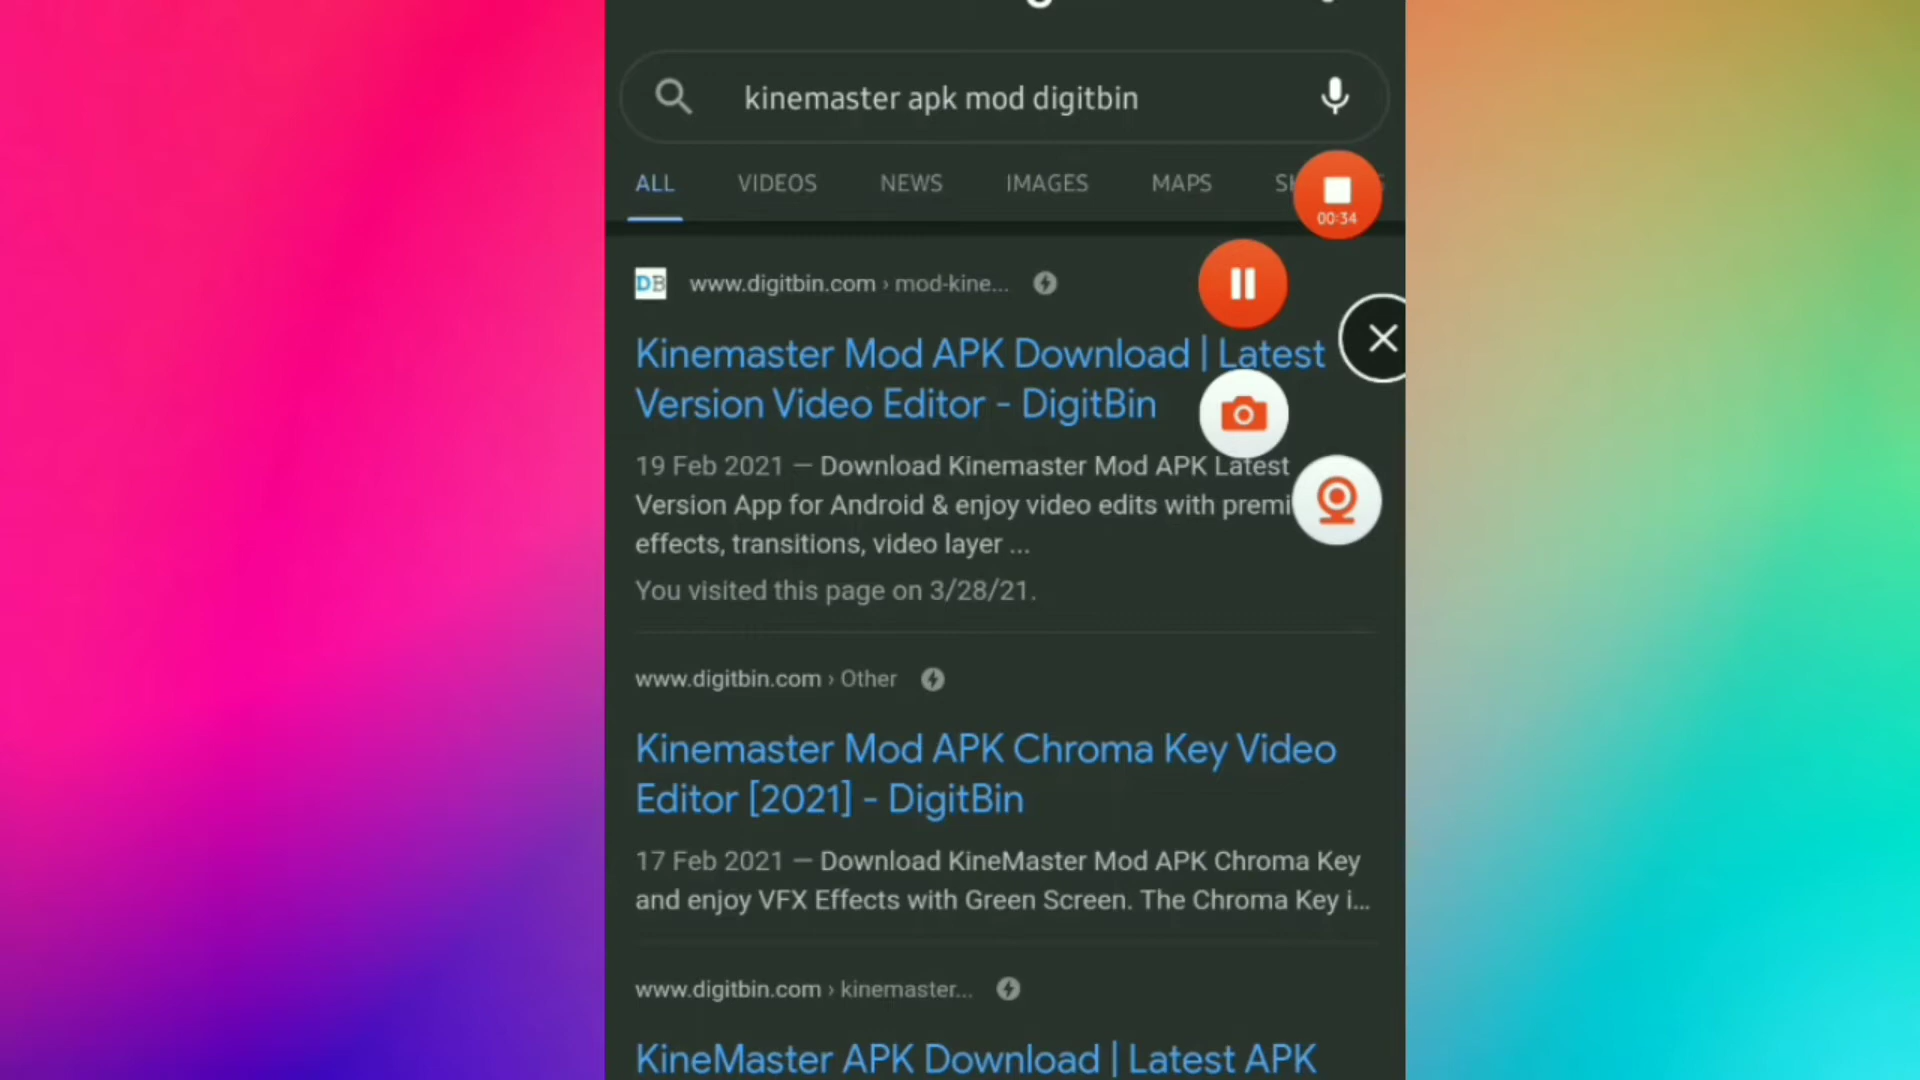 kinemaster apk mod digitbin
ALL VIDEOS NEWS IMAGES MAPS
00:34
DB www.digitbin.com › mod-kine...
Kinemaster Mod APK Download | Latest
Version Video Editor - DigitBin
19 Feb 2021 — Download Kinemaster Mod APK Latest
Version App for Android & enjoy video edits with premi
effects, transitions, video layer ...
You visited this page on 3/28/21.
www.digitbin.com › Other
Kinemaster Mod APK Chroma Key Video
Editor [2021] - DigitBin
17 Feb 2021 — Download KineMaster Mod APK Chroma Key
and enjoy VFX Effects with Green Screen. The Chroma Key i...
www.digitbin.com › kinemaster...
KineMaster APK Download | Latest APK